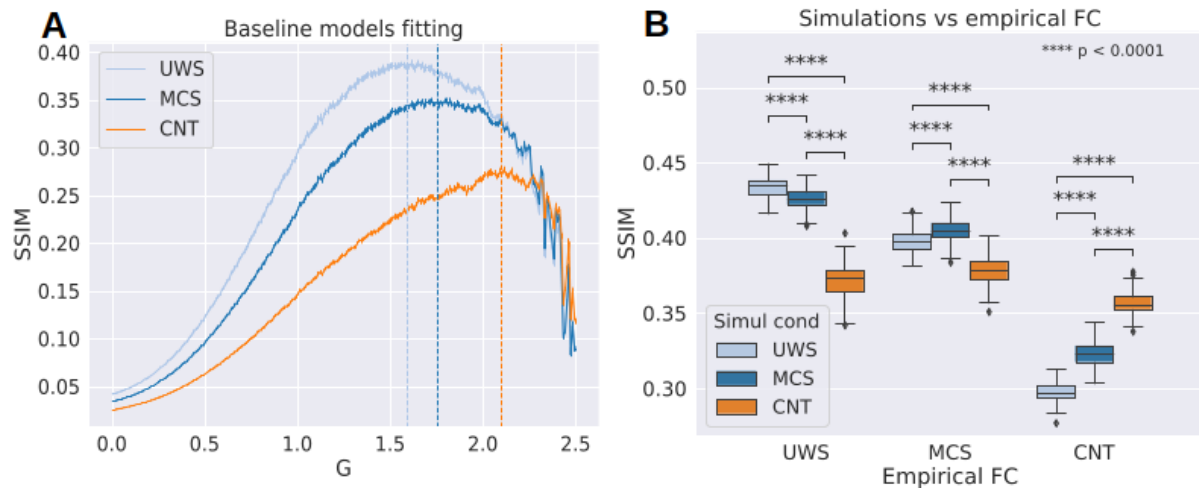 A
Baseline models fitting
UWS
MCS
CNT
SSIM
0.40
0.35
0.30
0.25
0.20
0.15
0.10
0.05
0.0 0.5 1.0 1.5 2.0 2.5
G
B
Simulations vs empirical FC
**** p < 0.0001
****
****
****
****
****
****
****
****
****
SSIM
0.50
0.45
0.40
0.35
0.30
Simul cond
UWS
MCS
CNT
UWS MCS CNT
Empirical FC